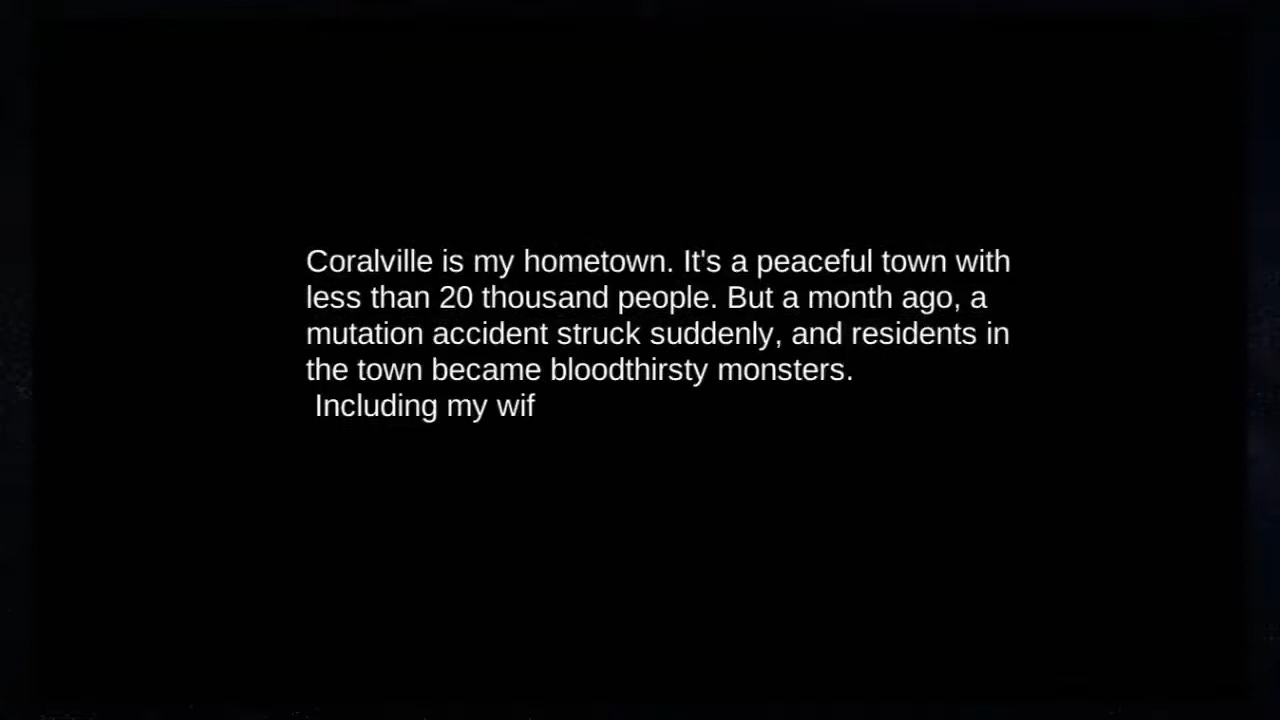 Coralville is my hometown. It's a peaceful town with
less than 20 thousand people. But a month ago, a
mutation accident struck suddenly, and residents in
the town became bloodthirsty monsters.
Including my wif